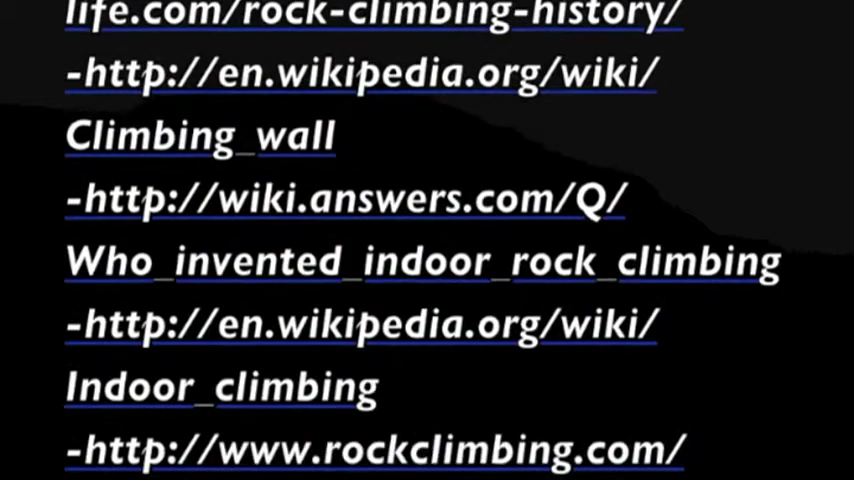 life.com/rock-climbing-history/
-http://en.wikipedia.org/wiki/
Climbing_wall
-http://wiki.answers.com/Q/
Who_invented_indoor_rock_climbing
-http://en.wikipedia.org/wiki/
Indoor_climbing
-http://www.rockclimbing.com/